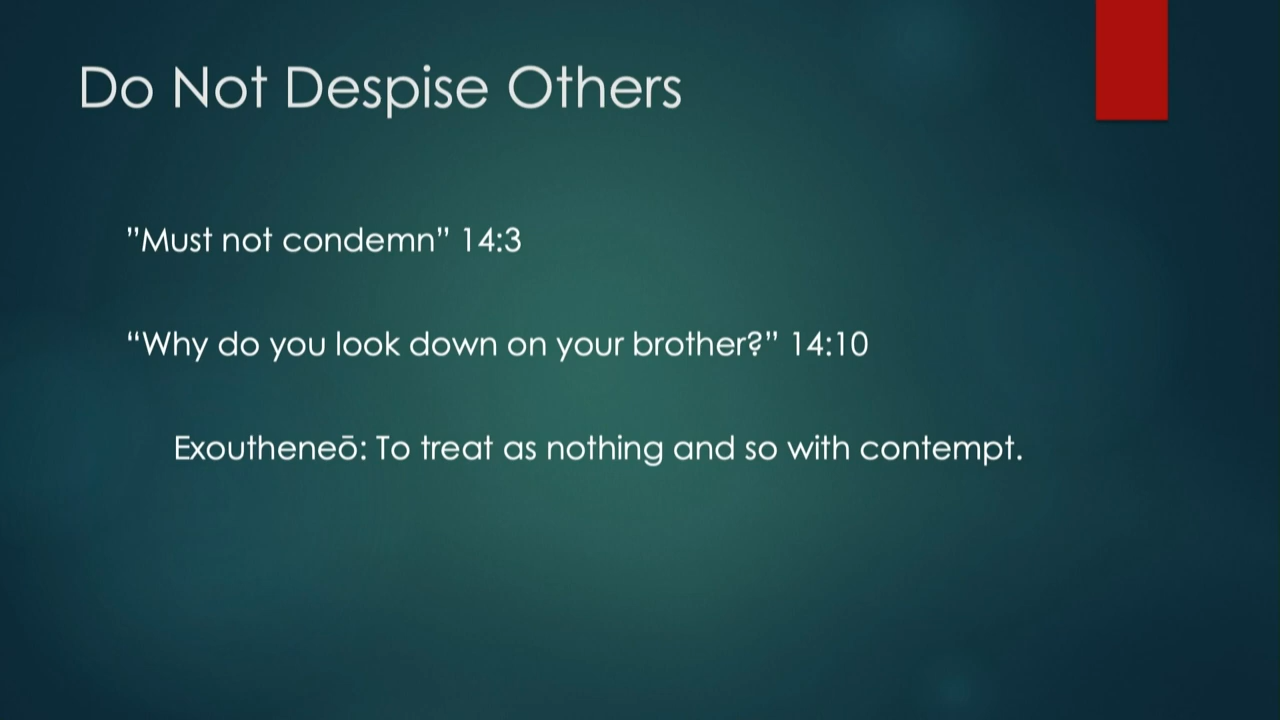 Do Not Despise Others
”Must not condemn” 14:3
“Why do you look down on your brother?” 14:10
Exoutheneō: To treat as nothing and so with contempt.